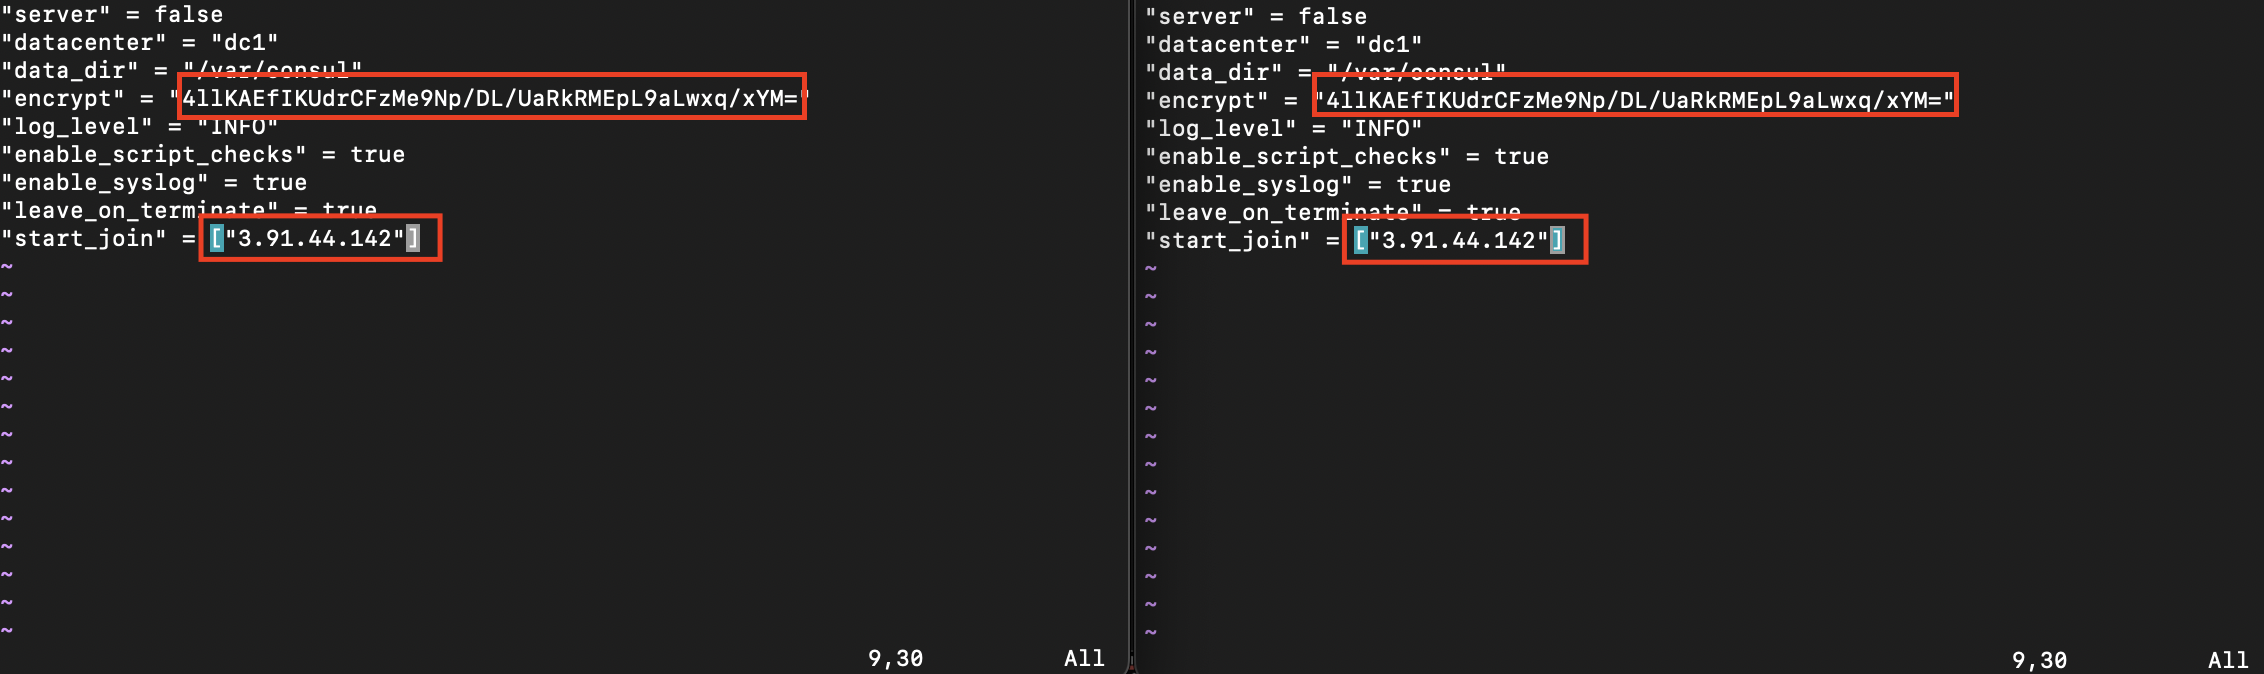 "server" = false
"datacenter" = "dc1"
"data_dir" = "/var/consul"
"encrypt" = "4llKAEfIKUdrCFzMe9Np/DL/UaRkRMEpL9aLwxq/xYM="
"log_level" = "INFO"
"enable_script_checks" = true
"enable_syslog" = true
"leave_on_terminate" = true
"start_join" = ["3.91.44.142"]
~
~
~
~
~
~
~
~
~
~
~
~
~
~
9,30 All
"server" = false
"datacenter" = "dc1"
"data_dir" = "/var/consul"
"encrypt" = "4llKAEfIKUdrCFzMe9Np/DL/UaRkRMEpL9aLwxq/xYM="
"log_level" = "INFO"
"enable_script_checks" = true
"enable_syslog" = true
"leave_on_terminate" = true
"start_join" = ["3.91.44.142"]
~
~
~
~
~
~
~
~
~
~
~
~
~
~
9,30 All